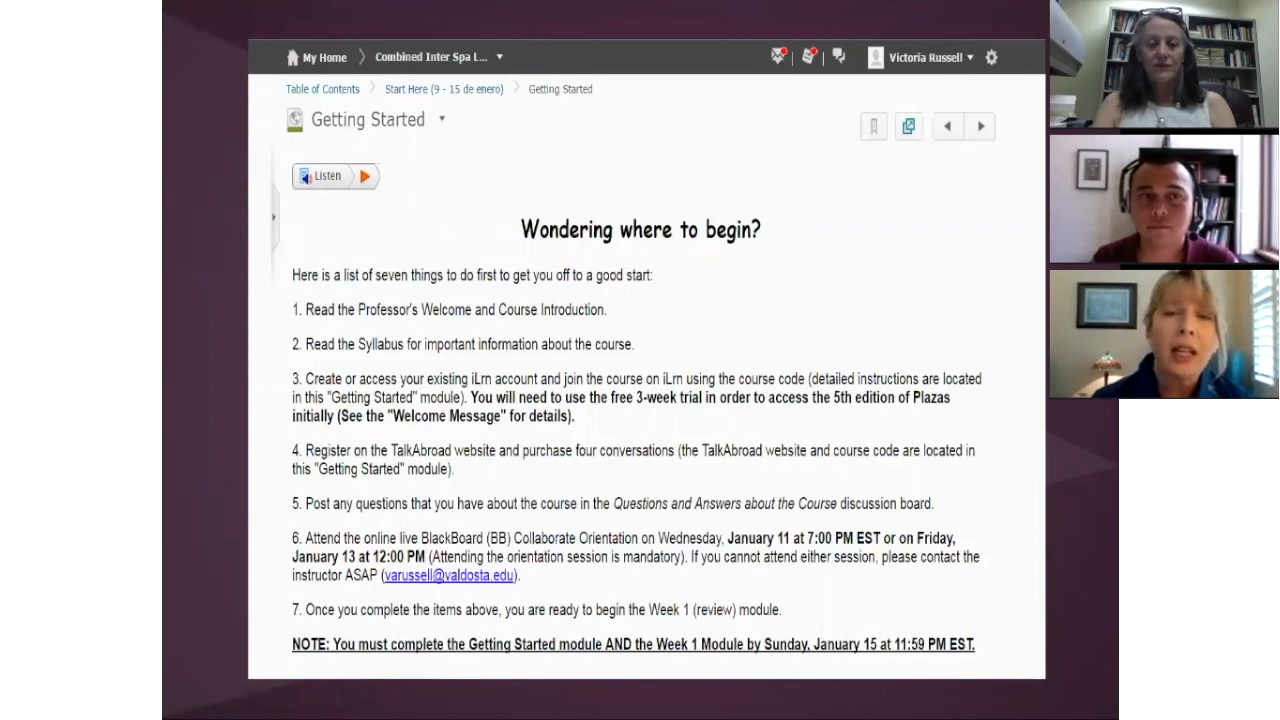 My Home
Combined Inter Spa L...
Victoria Russell
Table of Contents
Start Here (9 - 15 de enero)
Getting Started
Getting Started
Listen
Wondering where to begin?
Here is a list of seven things to do first to get you off to a good start:
1. Read the Professor's Welcome and Course Introduction.
2. Read the Syllabus for important information about the course.
3. Create or access your existing iLrn account and join the course on iLrn using the course code (detailed instructions are located
in this "Getting Started" module). You will need to use the free 3-week trial in order to access the 5th edition of Plazas
initially (See the "Welcome Message" for details).
4. Register on the TalkAbroad website and purchase four conversations (the TalkAbroad website and course code are located in
this "Getting Started" module).
5. Post any questions that you have about the course in the Questions and Answers about the Course discussion board.
6. Attend the online live BlackBoard (BB) Collaborate Orientation on Wednesday, January 11 at 7:00 PM EST or on Friday,
January 13 at 12:00 PM (Attending the orientation session is mandatory). If you cannot attend either session, please contact the
instructor ASAP (varussell@valdosta.edu).
7. Once you complete the items above, you are ready to begin the Week 1 (review) module.
NOTE: You must complete the Getting Started module AND the Week 1 Module by Sunday, January 15 at 11:59 PM EST.